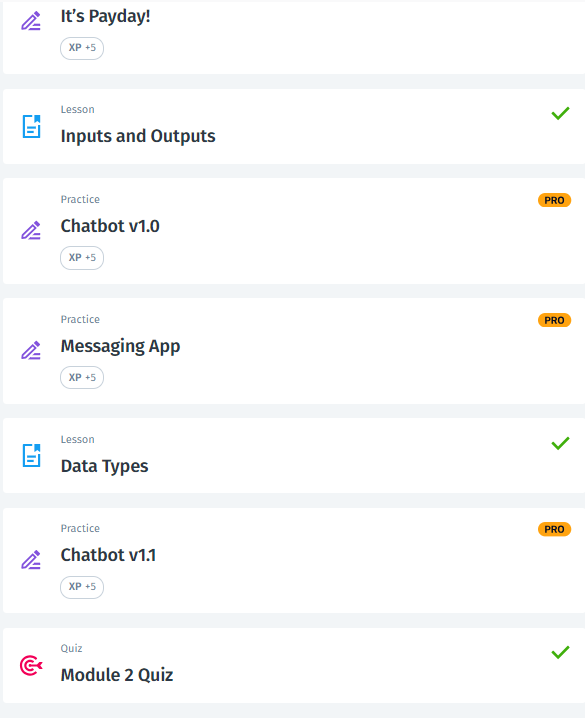 It's Payday!
XP +5
Lesson
Inputs and Outputs
Practice
PRO
Chatbot v1.0
XP +5
Practice
PRO
Messaging App
XP +5
Lesson
Data Types
Practice
PRO
Chatbot v1.1
XP +5
Quiz
Module 2 Quiz